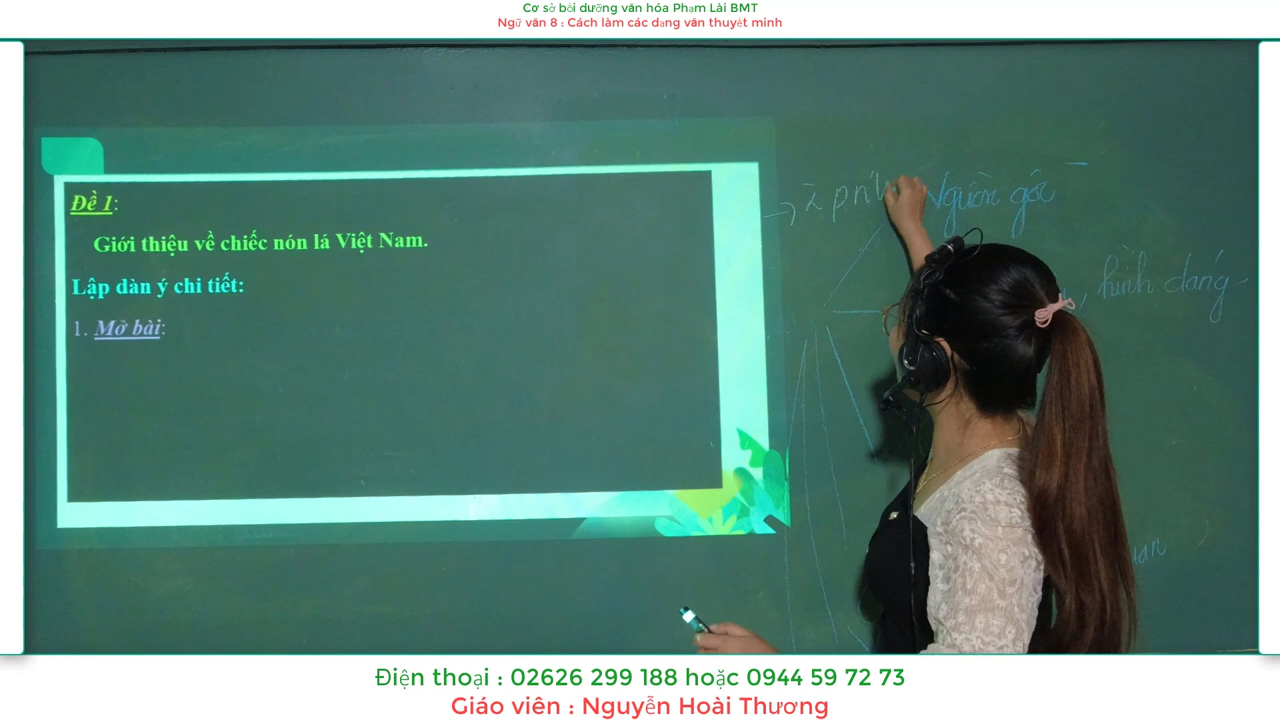 Cơ sở bồi dưỡng văn hóa Phạm Lài BMT
Ngữ văn 8 : Cách làm các dạng văn thuyết minh
Đề 1:
Giới thiệu về chiếc nón lá Việt Nam.
Lập dàn ý chi tiết:
1. Mở bài:
Nguồn gốc
hình dáng
Điện thoại : 02626 299 188 hoặc 0944 59 72 73
Giáo viên : Nguyễn Hoài Thương